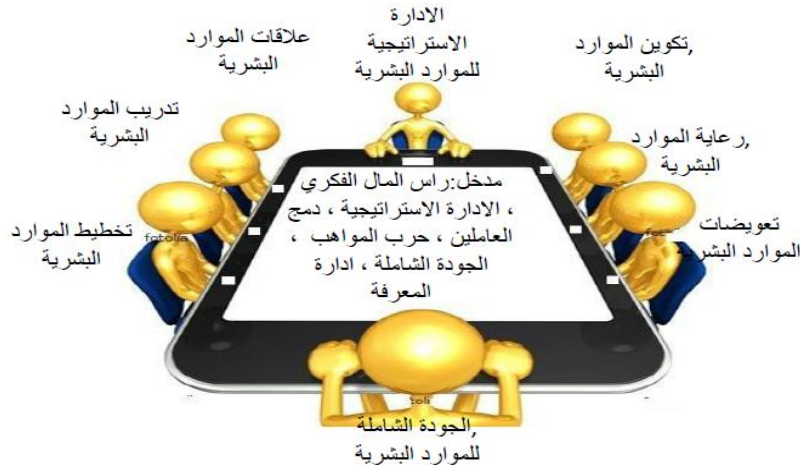 الادارة
الاستراتيجية
للموارد البشرية
علاقات الموارد
البشرية
تكوين الموارد,
البشرية
تدريب الموارد
البشرية
رعاية الموارد,
البشرية
تخطيط الموارد
البشرية
تعويضات
الموارد البشرية
مدخل:راس المال الفكري
، الادارة الاستراتيجية ، دمج
العاملين ، حرب المواهب ،
الجودة الشاملة ، ادارة
المعرفة
الجودة الشاملة,
للموارد البشرية
fotolia